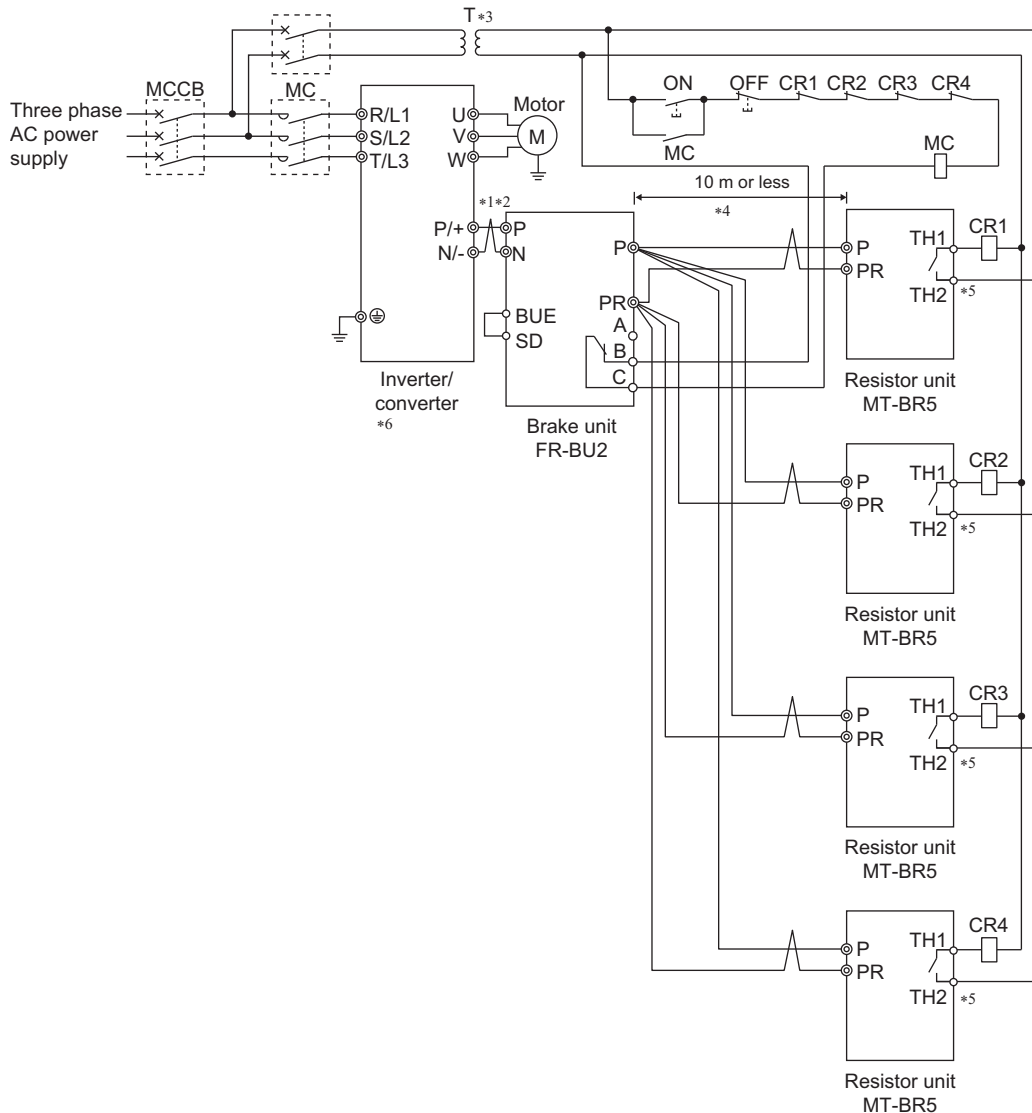 T *3
MCCB
MC
Three phase
AC power
supply
R/L1
S/L2
T/L3
U
V
W
Motor
M
ON
OFF
CR1
CR2
CR3
CR4
MC
MC
10 m or less
*4
*1 *2
P/+
N/-
P
N
BUE
SD
P
PR
A
B
C
Inverter/
converter
*6
Brake unit
FR-BU2
P
PR
TH1
TH2
CR1
*5
Resistor unit
MT-BR5
P
PR
TH1
TH2
CR2
*5
Resistor unit
MT-BR5
P
PR
TH1
TH2
CR3
*5
Resistor unit
MT-BR5
P
PR
TH1
TH2
CR4
*5
Resistor unit
MT-BR5